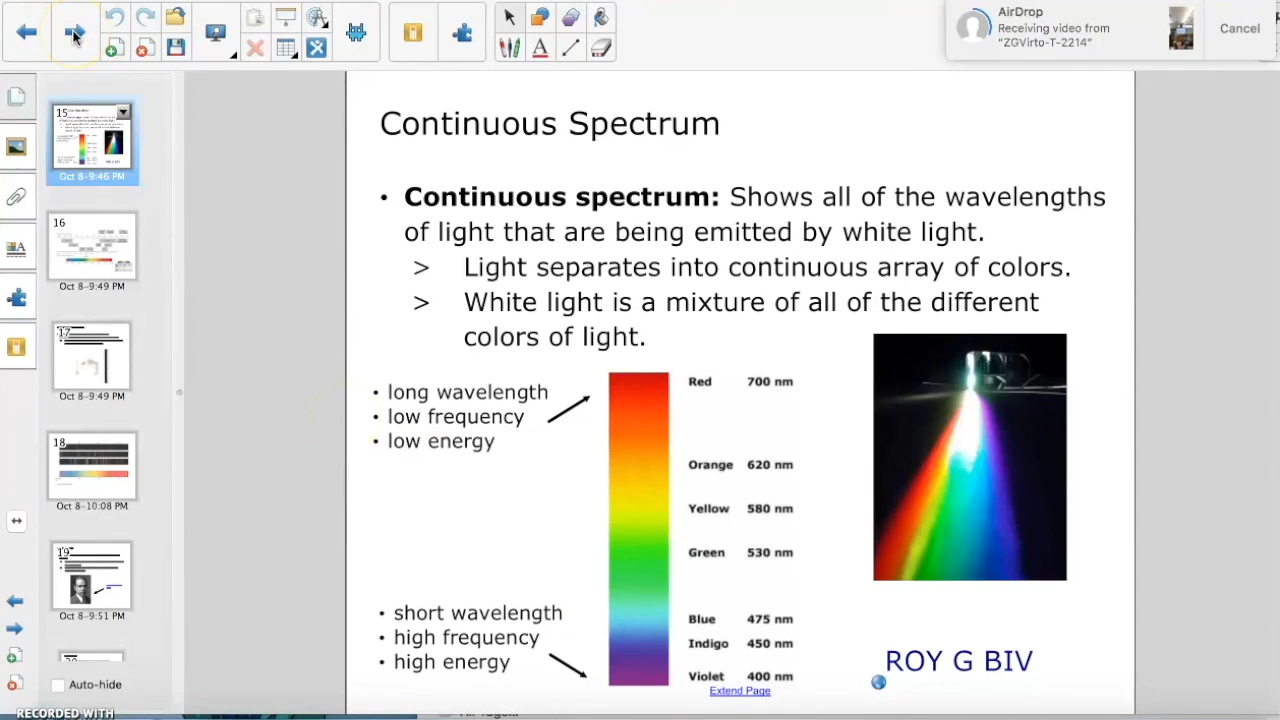 AirDrop
Receiving video from
“ZGVirto-T-2214”
Cancel
15
Oct 8-9:46 PM
16
Oct 8-9:49 PM
17
Oct 8-9:49 PM
18
Oct 8-10:08 PM
19
Oct 8-9:51 PM
Auto-hide
RECORDED WITH
Continuous Spectrum
• Continuous spectrum: Shows all of the wavelengths
of light that are being emitted by white light.
> Light separates into continuous array of colors.
> White light is a mixture of all of the different
colors of light.
• long wavelength
• low frequency
• low energy
• short wavelength
• high frequency
• high energy
Red 700 nm
Orange 620 nm
Yellow 580 nm
Green 530 nm
Blue 475 nm
Indigo 450 nm
Violet 400 nm
Extend Page
ROY G BIV